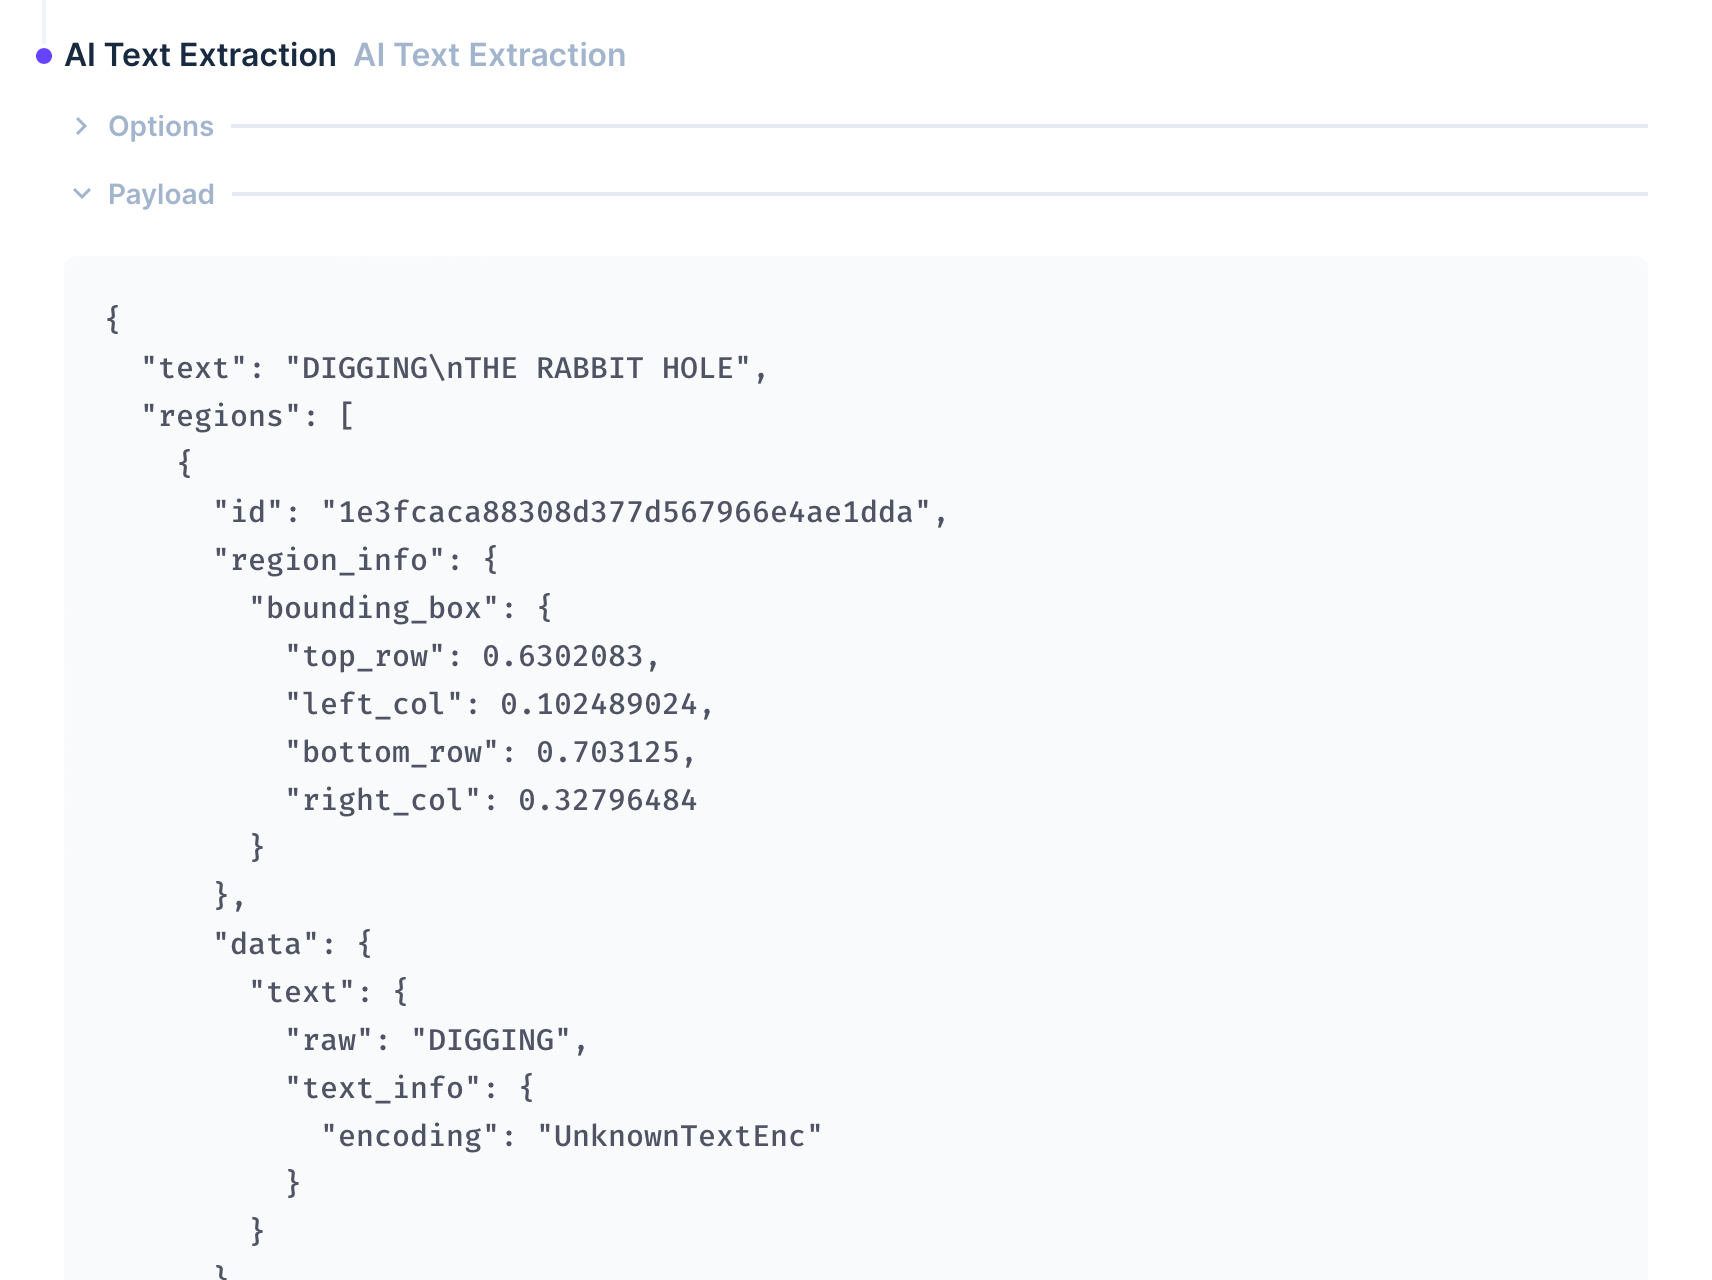 AI Text Extraction AI Text Extraction
Options
Payload
{
"text": "DIGGING\nTHE RABBIT HOLE",
"regions": [
{
"id": "1e3fcaca88308d377d567966e4ae1dda",
"region_info": {
"bounding_box": {
"top_row": 0.6302083,
"left_col": 0.102489024,
"bottom_row": 0.703125,
"right_col": 0.32796484
}
},
"data": {
"text": {
"raw": "DIGGING",
"text_info": {
"encoding": "UnknownTextEnc"
}
}
}